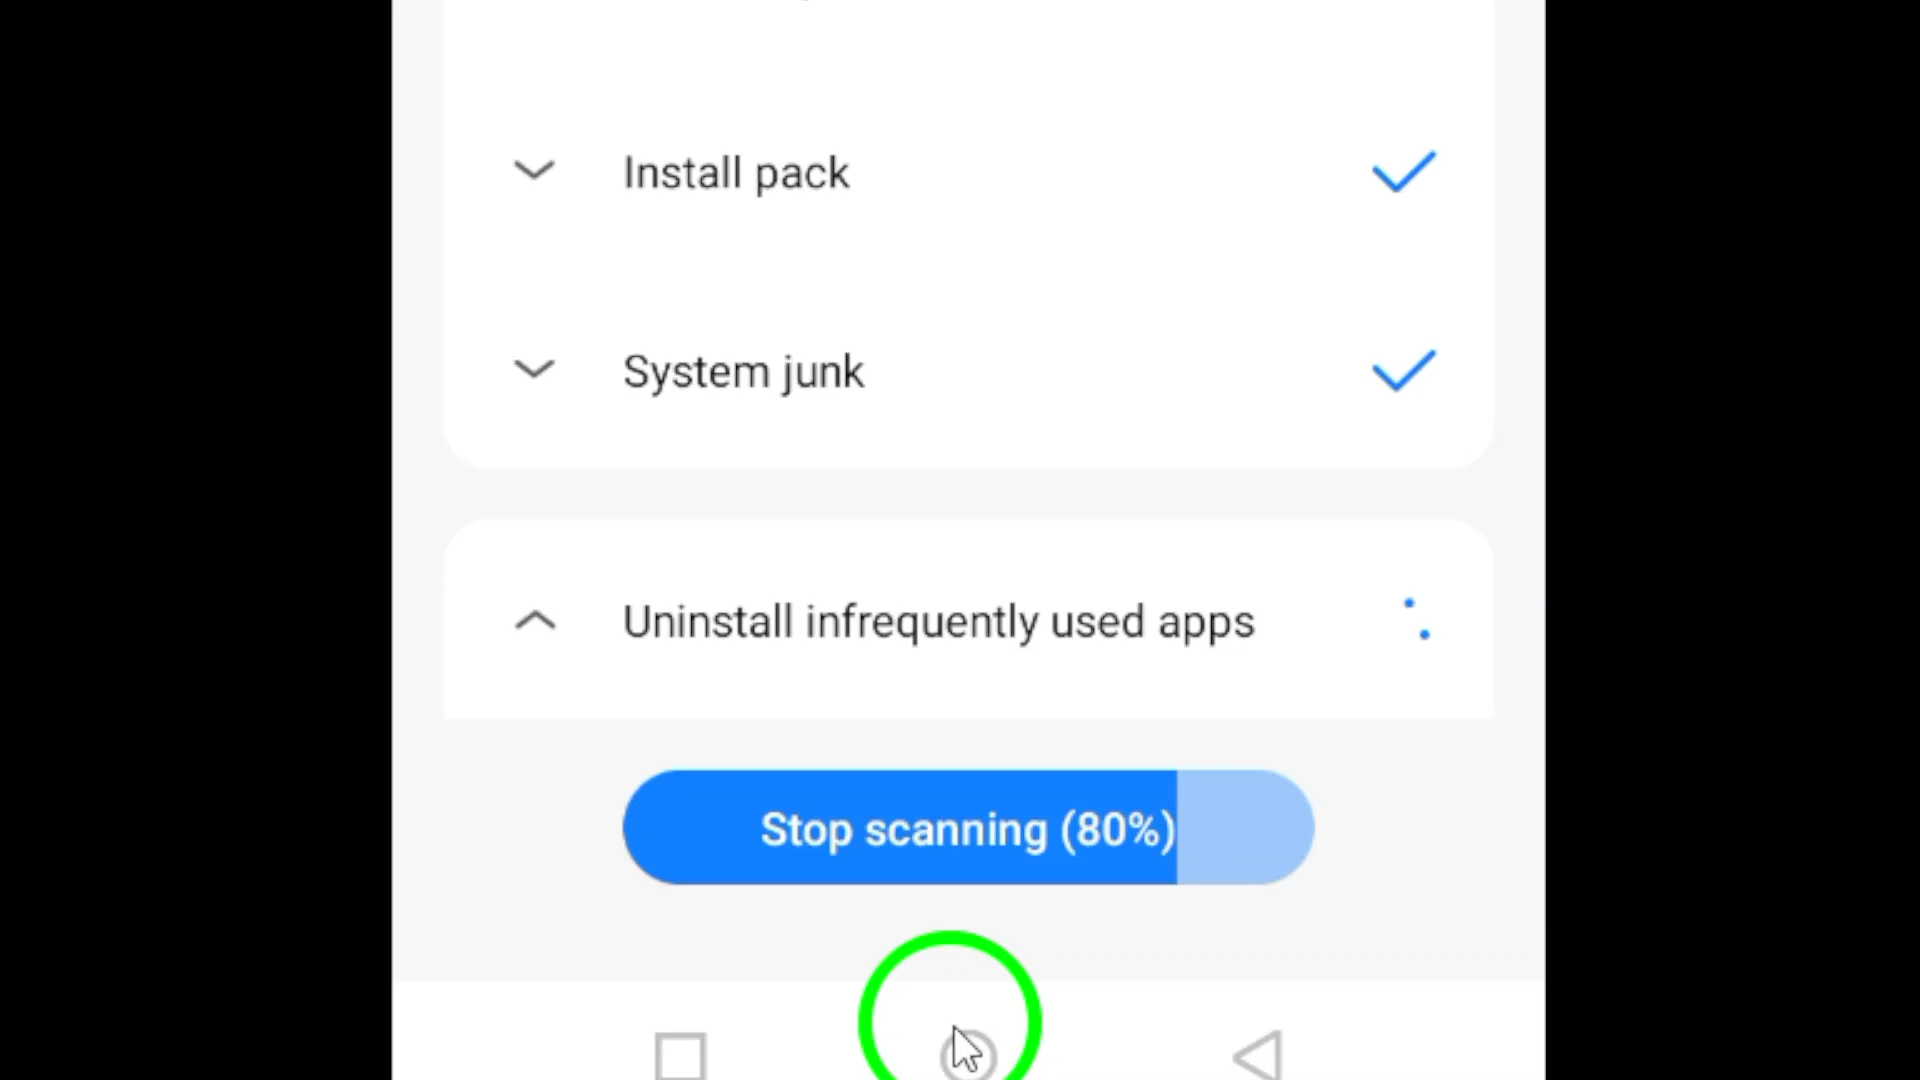 Install pack
System junk
Uninstall infrequently used apps
Stop scanning (80%)